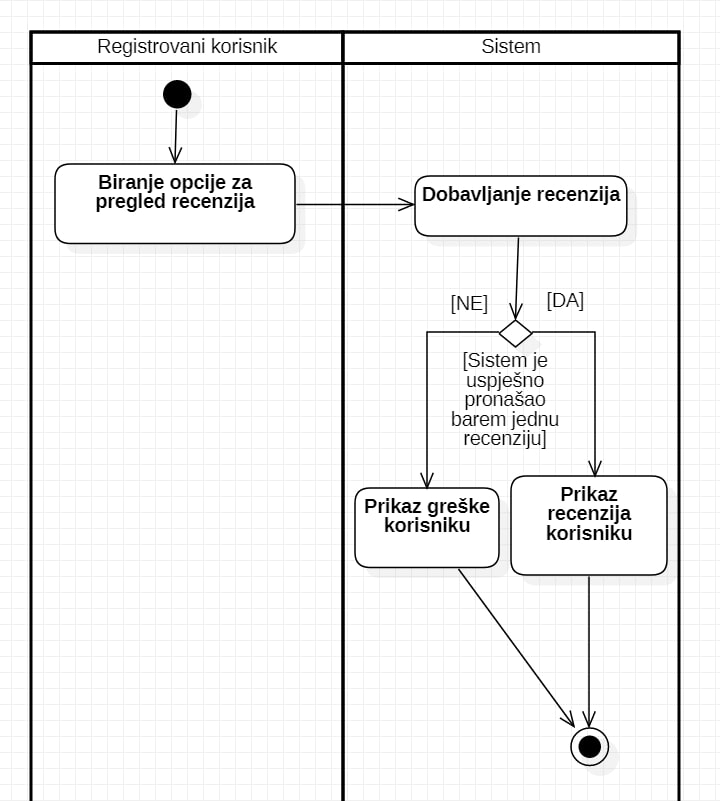 Registrovani korisnik
Sistem
Biranje opcije za
pregled recenzija
Dobavljanje recenzija
[NE]
[DA]
[Sistem je
uspješno
pronašao
barem jednu
recenziju]
Prikaz greške
korisniku
Prikaz
recenzija
korisniku